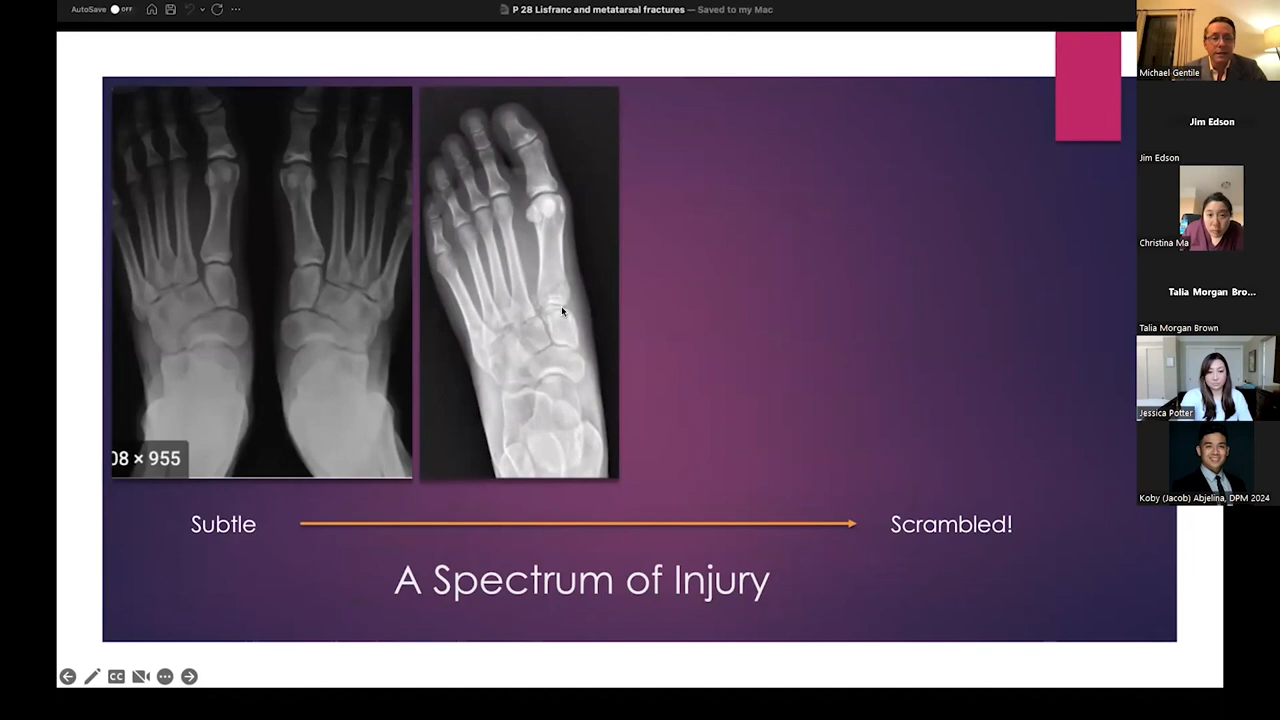 AutoSave OFF
P 28 Lisfranc and metatarsal fractures — Saved to my Mac
08 × 955
Subtle
Scrambled!
A Spectrum of Injury
CC
Michael Gentile
Jim Edson
Jim Edson
Christina Ma
Talia Morgan Bro...
Talia Morgan Brown
Jessica Potter
Koby (Jacob) Abjelina, DPM 2024